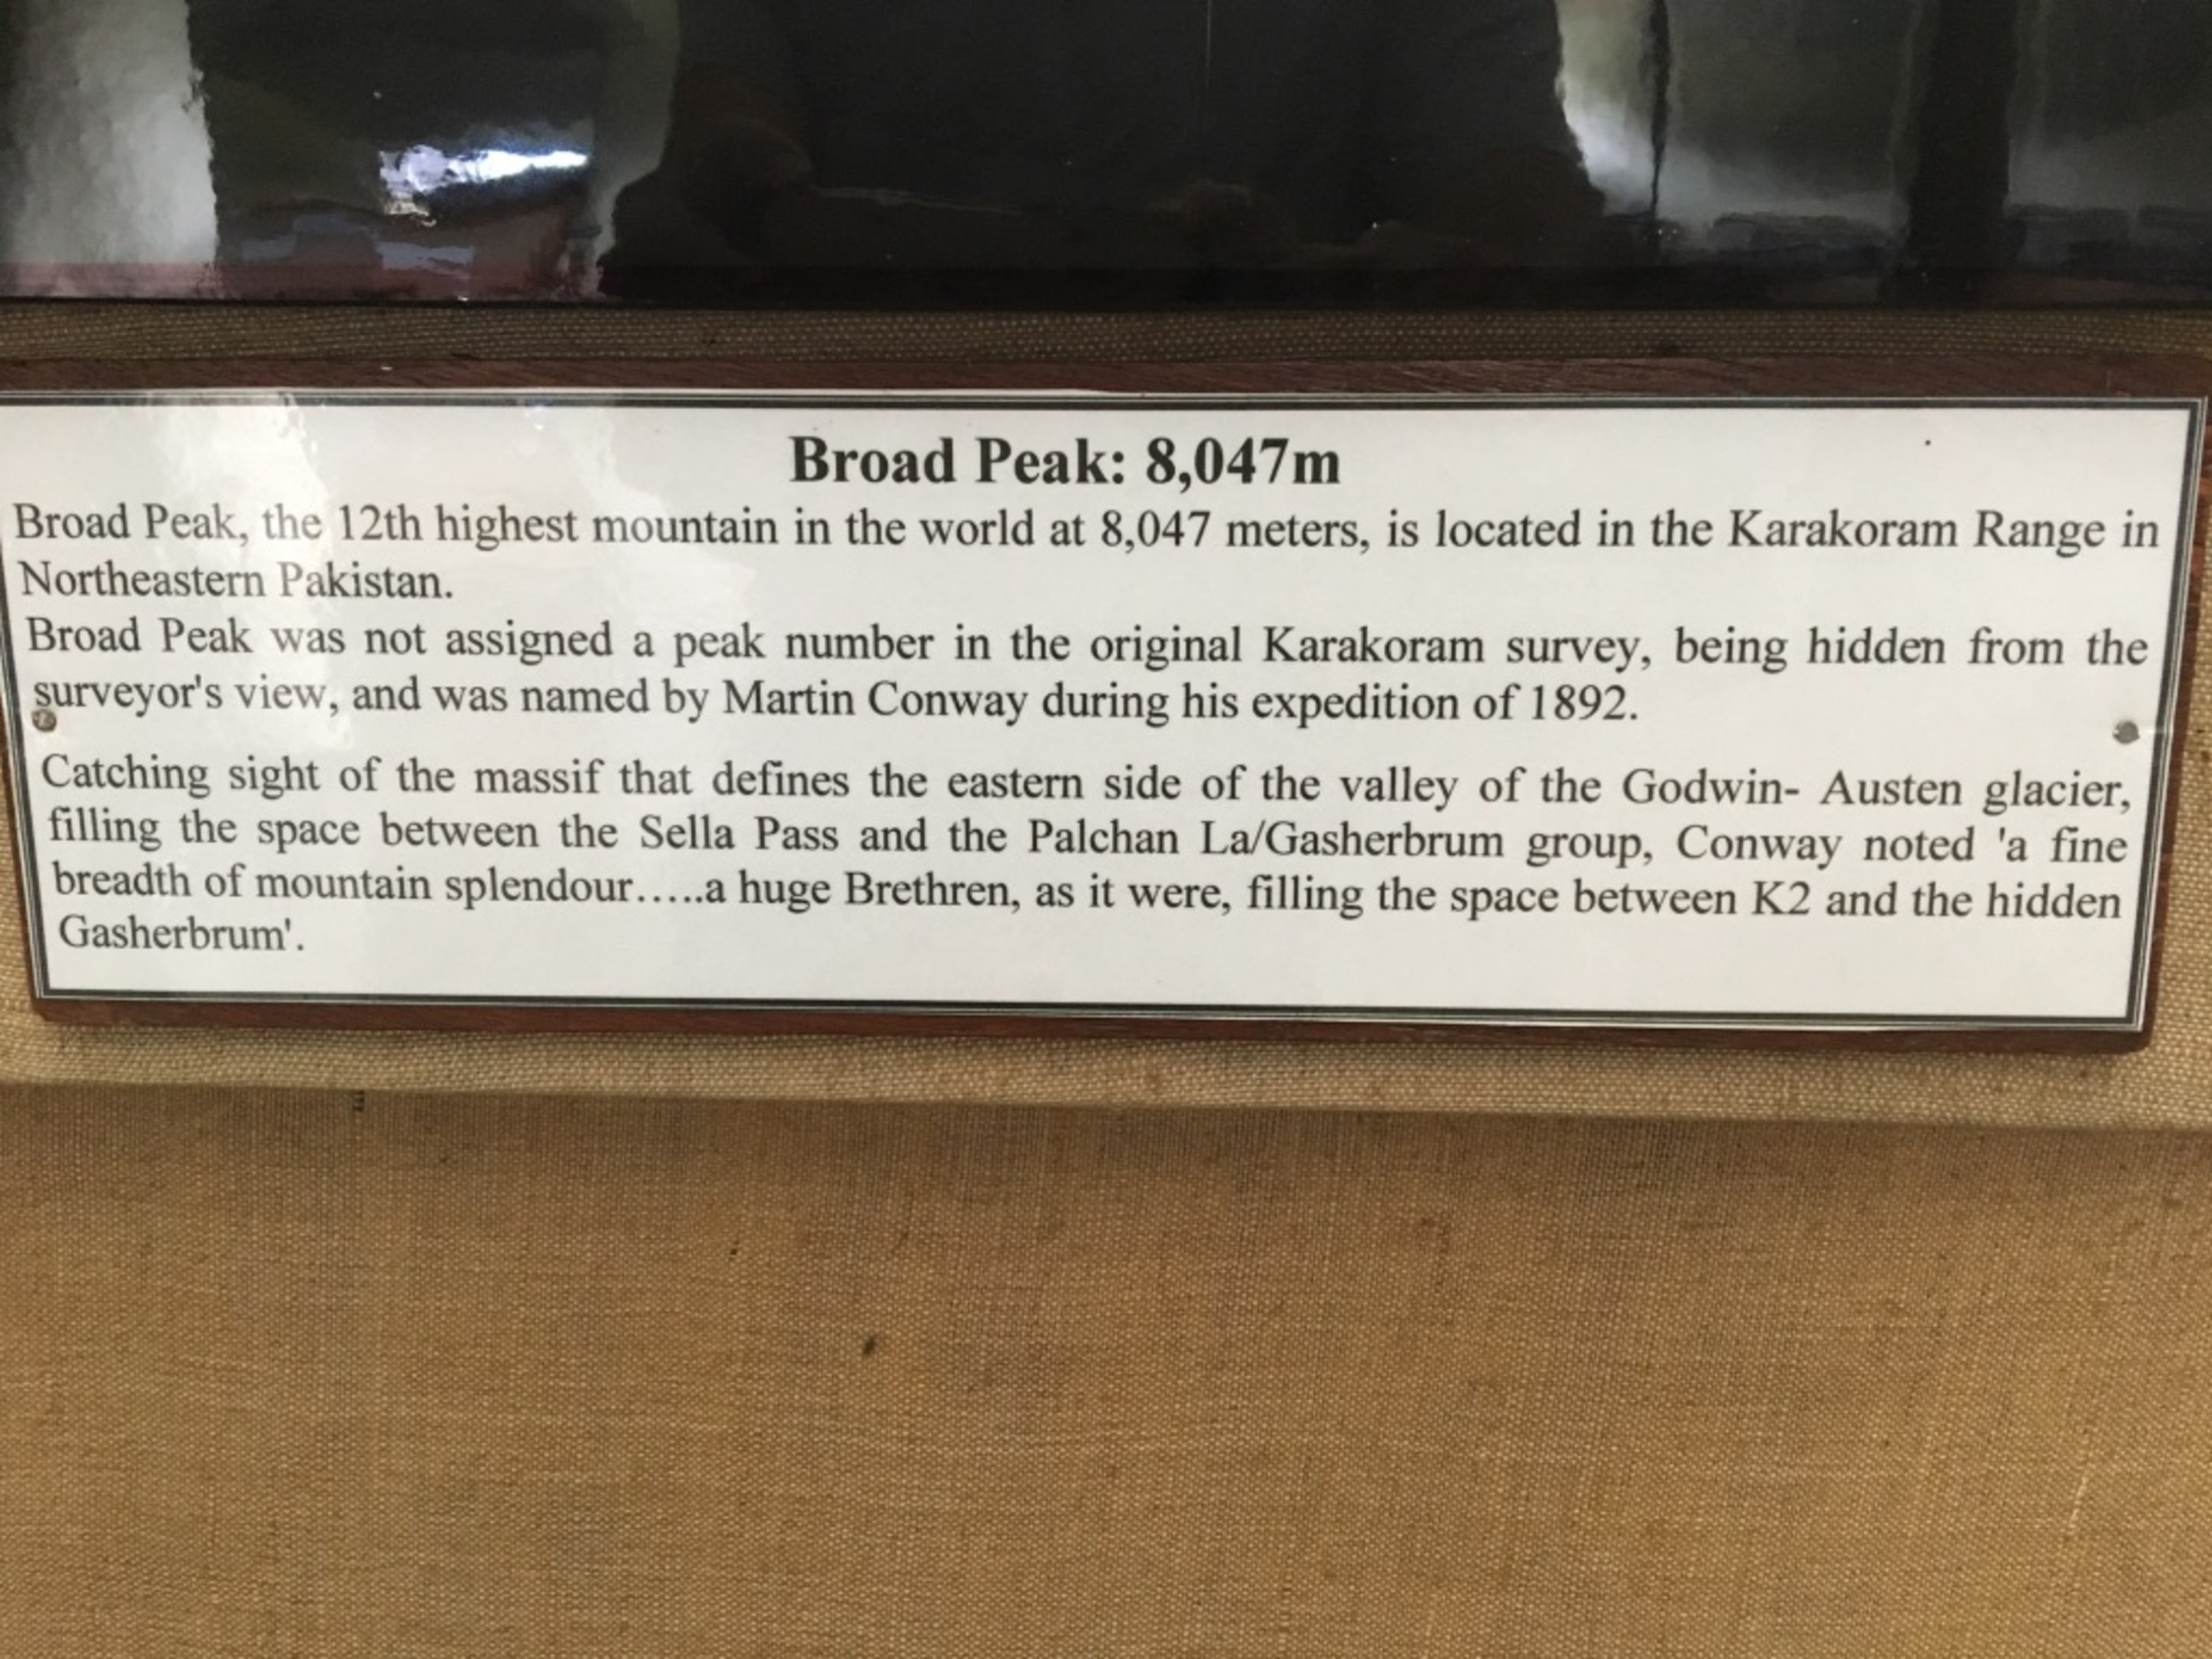 Broad Peak: 8,047m
Broad Peak, the 12th highest mountain in the world at 8,047 meters, is located in the Karakoram Range in
Northeastern Pakistan.
Broad Peak was not assigned a peak number in the original Karakoram survey, being hidden from the
surveyor's view, and was named by Martin Conway during his expedition of 1892.
Catching sight of the massif that defines the eastern side of the valley of the Godwin- Austen glacier,
filling the space between the Sella Pass and the Palchan La/Gasherbrum group, Conway noted 'a fine
breadth of mountain splendour.....a huge Brethren, as it were, filling the space between K2 and the hidden
Gasherbrum'.